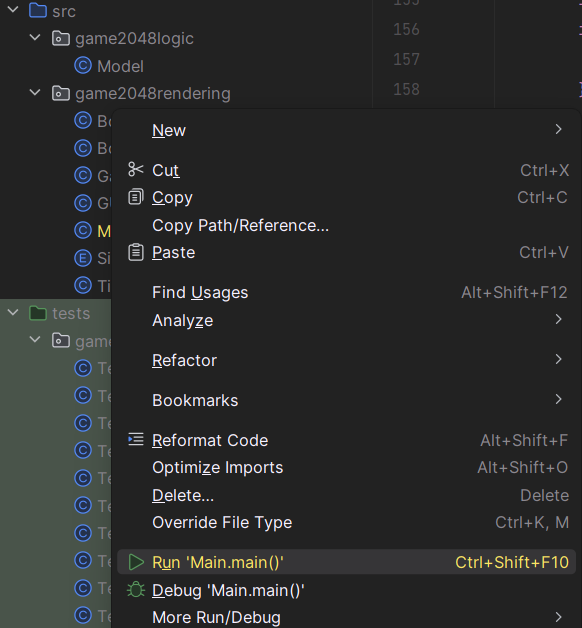 src
game2048logic
C Model
game2048rendering
155
156
157
158
C Bo
C Bo
C Ga
C GU
C M
E Si
C Ti
tests
game
C Te
C Te
C Te
C Te
C Te
C Te
C Te
C Te
C Te
C Te
New
Cut Ctrl+X
Copy Ctrl+C
Copy Path/Reference...
Paste Ctrl+V
Find Usages Alt+Shift+F12
Analyze
Refactor
Bookmarks
Reformat Code Alt+Shift+F
Optimize Imports Alt+Shift+O
Delete... Delete
Override File Type Ctrl+K, M
Run 'Main.main()' Ctrl+Shift+F10
Debug 'Main.main()'
More Run/Debug